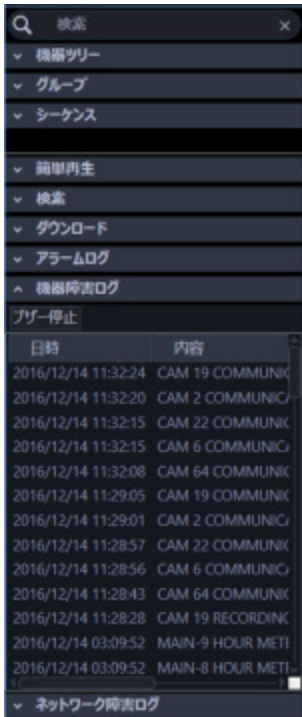 検索
機器ツリー
グループ
シーケンス
簡単再生
検索
ダウンロード
アラームログ
機器障害ログ
ブザー停止
日時 内容
2016/12/14 11:32:24 CAM 19 COMMUNIC
2016/12/14 11:32:20 CAM 2 COMMUNICA
2016/12/14 11:32:15 CAM 22 COMMUNIC
2016/12/14 11:32:15 CAM 6 COMMUNICA
2016/12/14 11:32:08 CAM 64 COMMUNIC
2016/12/14 11:29:05 CAM 19 COMMUNIC
2016/12/14 11:29:01 CAM 2 COMMUNICA
2016/12/14 11:28:57 CAM 22 COMMUNIC
2016/12/14 11:28:56 CAM 6 COMMUNICA
2016/12/14 11:28:43 CAM 64 COMMUNIC
2016/12/14 11:28:28 CAM 19 RECORDING
2016/12/14 03:09:52 MAIN-9 HOUR METE
2016/12/14 03:09:52 MAIN-8 HOUR METE
ネットワーク障害ログ